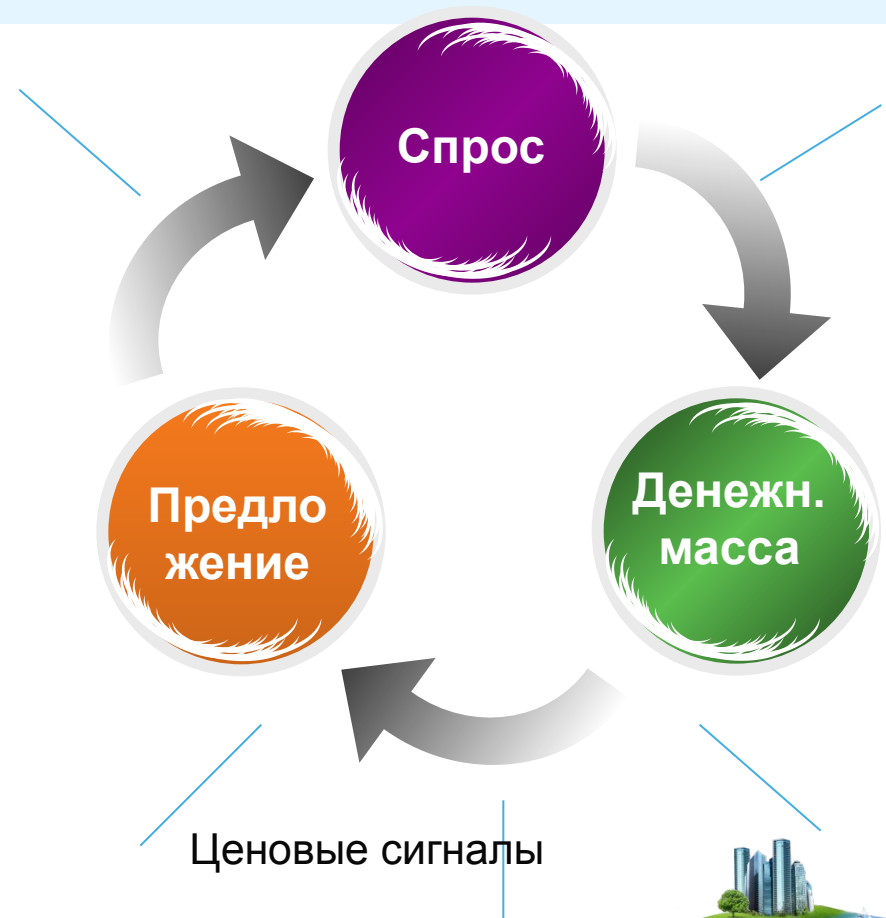 Спрос
Предло
жение
Денежн.
масса
Ценовые сигналы